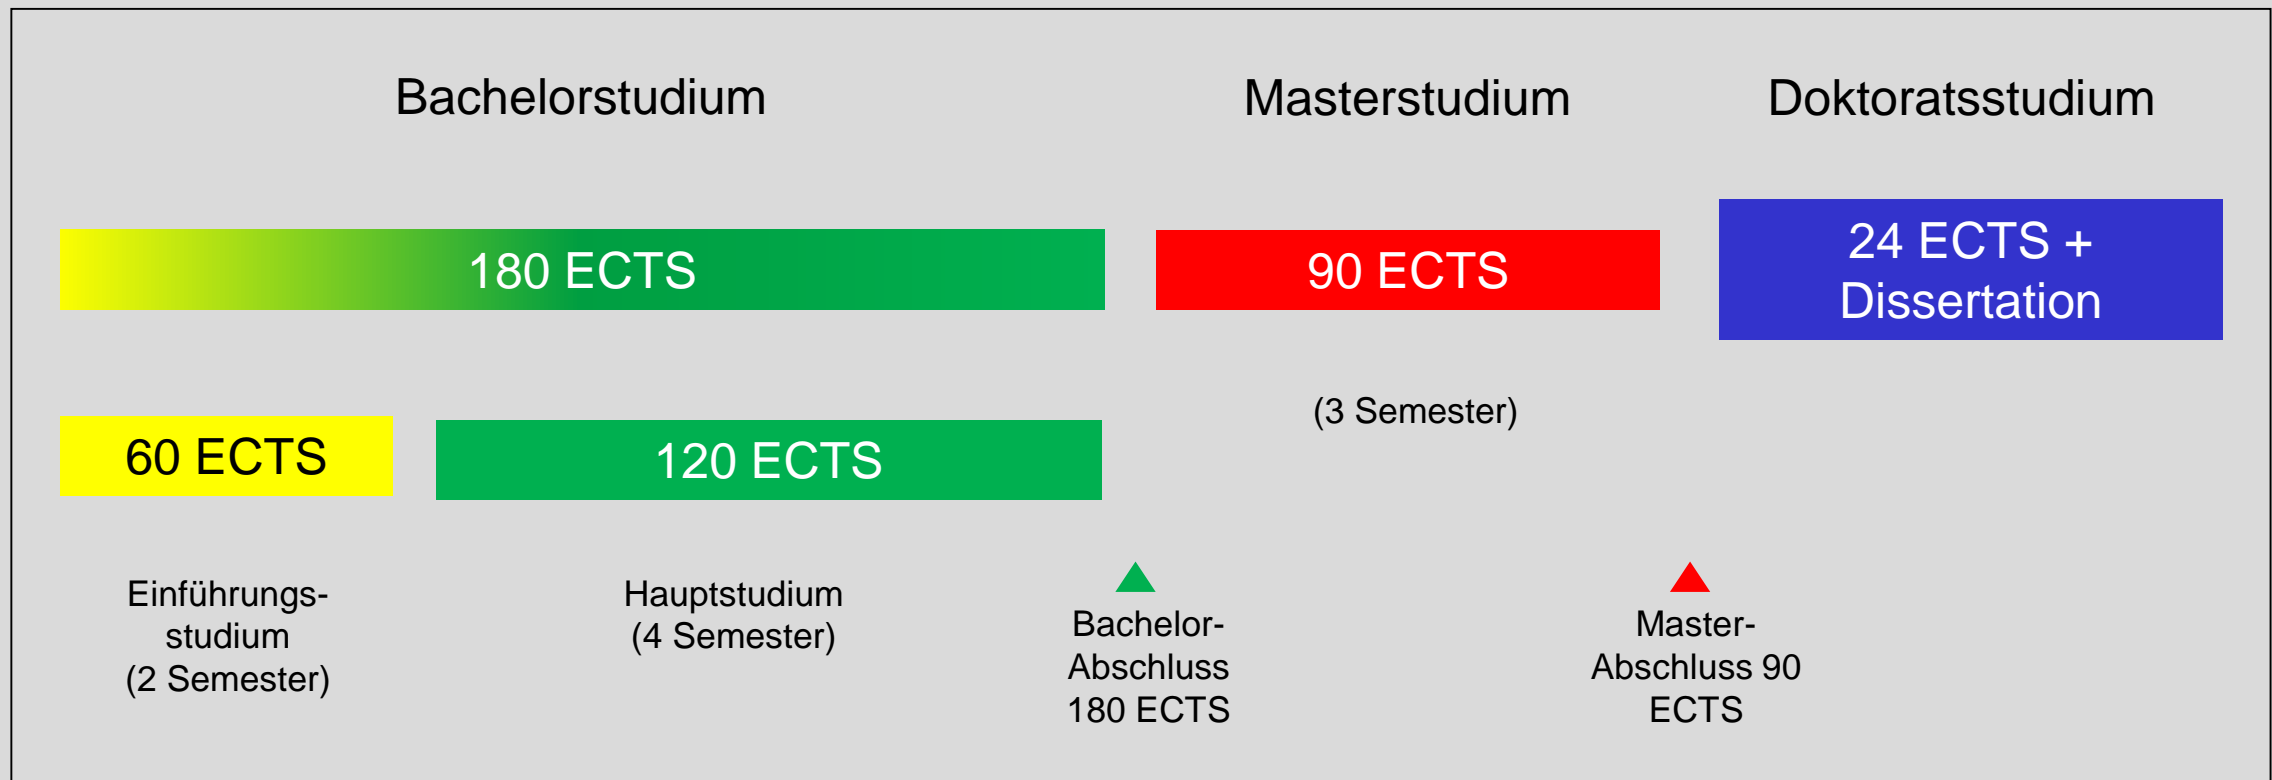 Bachelorstudium
Masterstudium
Doktoratsstudium
180 ECTS
90 ECTS
24 ECTS +
Dissertation
(3 Semester)
60 ECTS
120 ECTS
Einführungs-
studium
(2 Semester)
Hauptstudium
(4 Semester)
Bachelor-
Abschluss
180 ECTS
Master-
Abschluss 90
ECTS